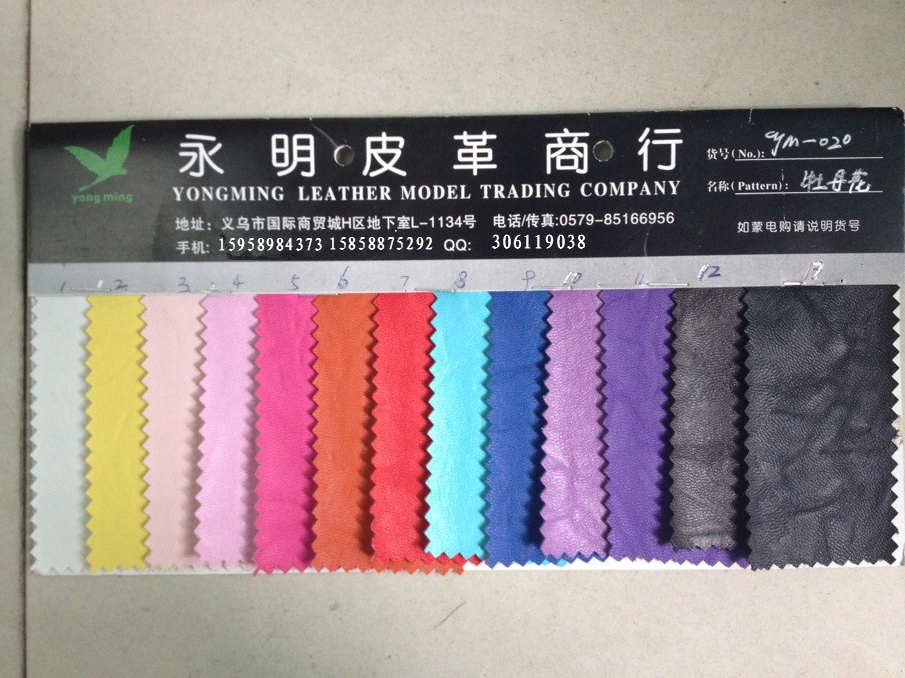 永明皮革商行
YONGMING LEATHER MODEL TRADING COMPANY
yong ming
地址：义乌市国际商贸城H区地下室L-1134号 电话/传真:0579-85166956
手机: 15958984373 15858875292 QQ: 306119038
货号(No.): YM-020
名称(Pattern): 牡丹花
如蒙电购请说明货号
1 2 3 4 5 6 7 8 9 10 11 12 13